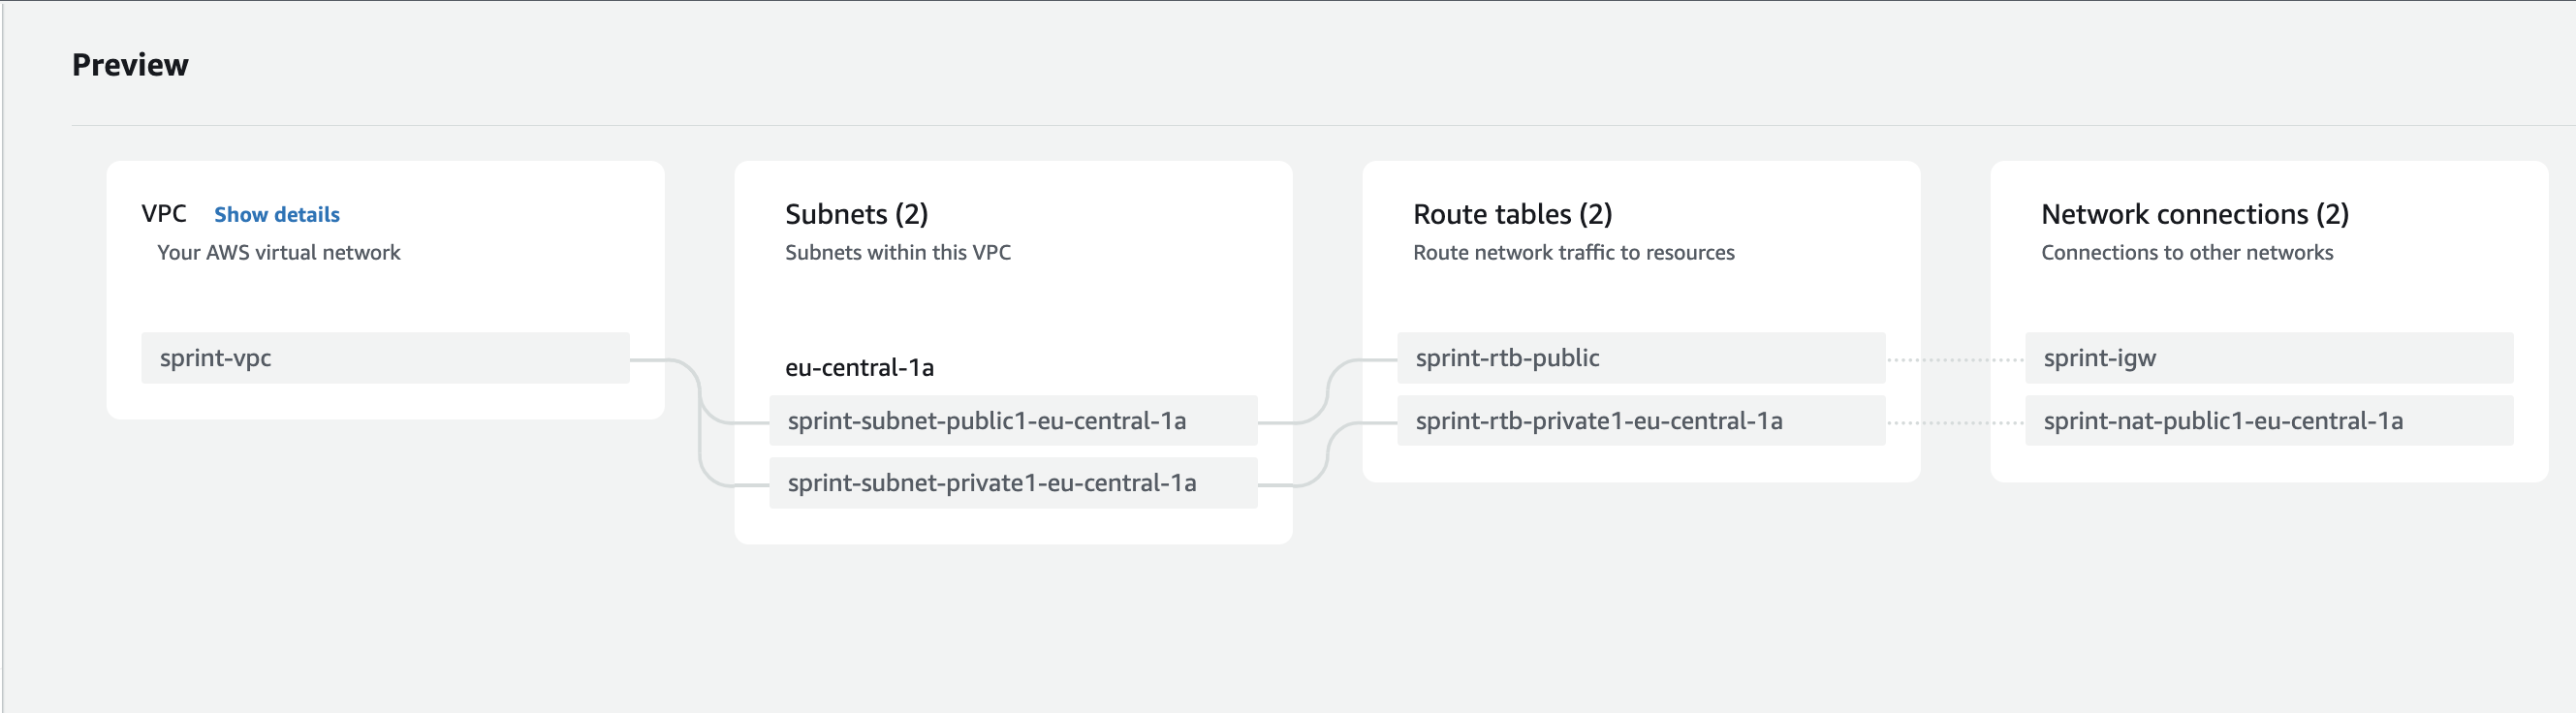 Preview
VPC Show details
Your AWS virtual network
sprint-vpc
Subnets (2)
Subnets within this VPC
eu-central-1a
sprint-subnet-public1-eu-central-1a
sprint-subnet-private1-eu-central-1a
Route tables (2)
Route network traffic to resources
sprint-rtb-public
sprint-rtb-private1-eu-central-1a
Network connections (2)
Connections to other networks
sprint-igw
sprint-nat-public1-eu-central-1a